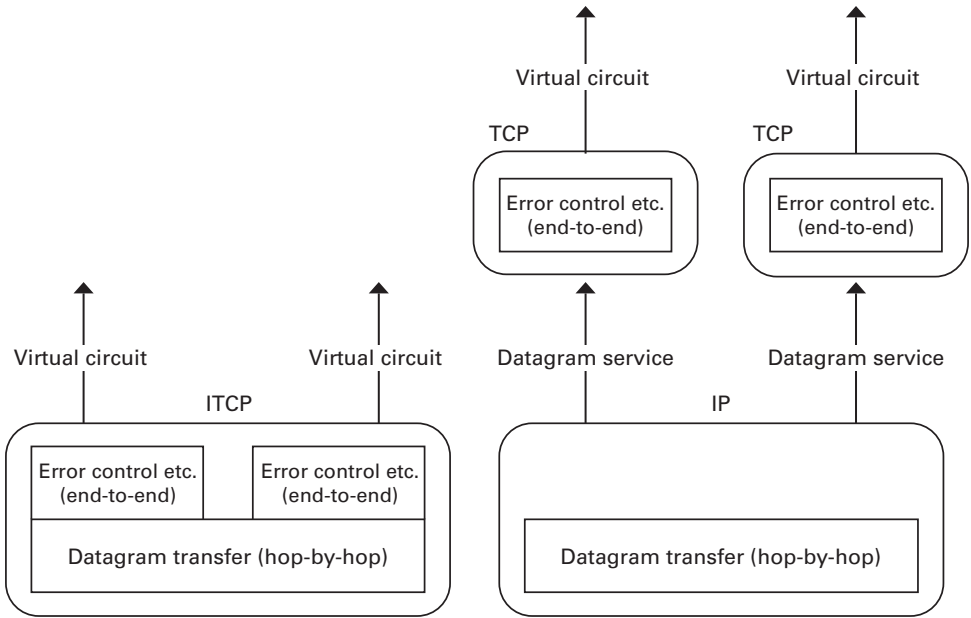 Virtual circuit
Virtual circuit
TCP
TCP
Error control etc.
(end-to-end)
Error control etc.
(end-to-end)
Virtual circuit
Virtual circuit
Datagram service
Datagram service
ITCP
IP
Error control etc.
(end-to-end)
Error control etc.
(end-to-end)
Datagram transfer (hop-by-hop)
Datagram transfer (hop-by-hop)